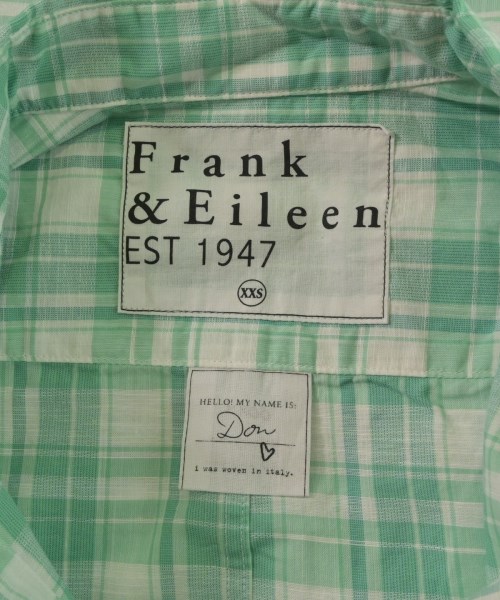 Frank
& Eileen
EST 1947
XXS
HELLO! MY NAME IS:
Don
i was woven in italy.